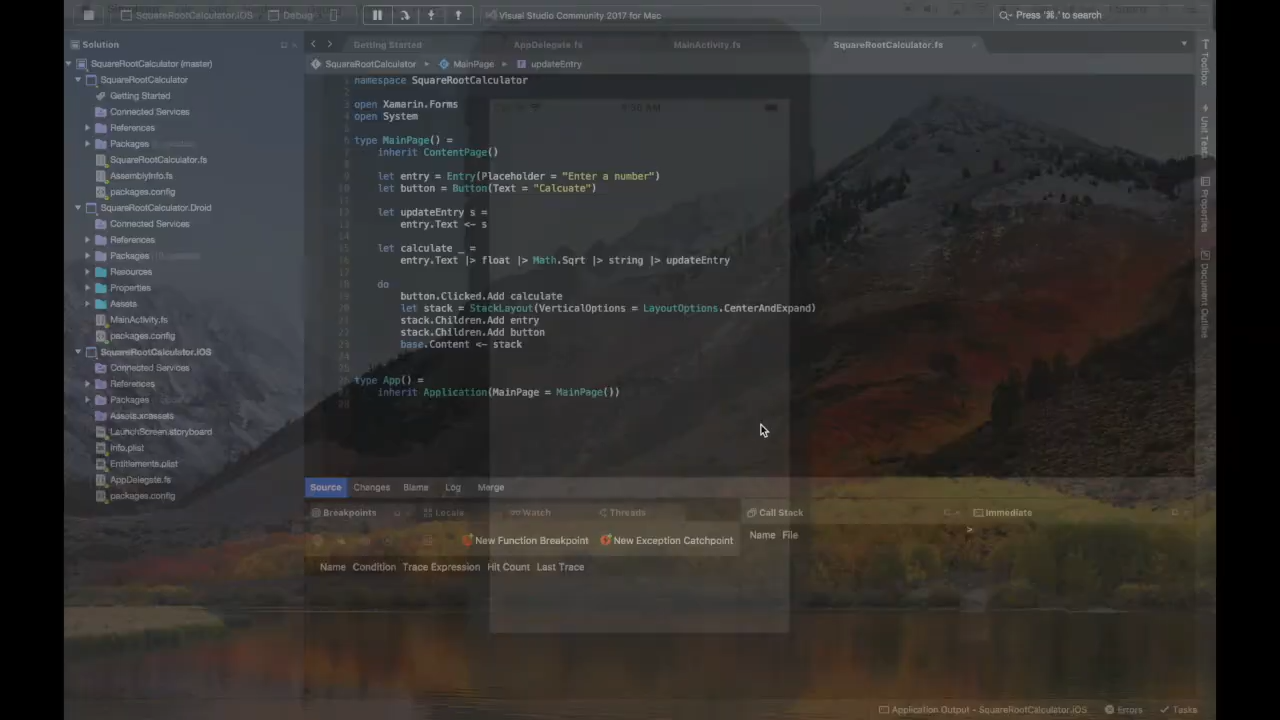 SquareRootCalculator.iOS
Debug
Visual Studio Community 2017 for Mac
Press '⌘.' to search
Solution
Getting Started
AppDelegate.fs
MainActivity.fs
SquareRootCalculator.fs
SquareRootCalculator (master)
SquareRootCalculator
MainPage
updateEntry
SquareRootCalculator
Getting Started
Connected Services
References
Packages
SquareRootCalculator.fs
AssemblyInfo.fs
packages.config
SquareRootCalculator.Droid
Connected Services
References
Packages
Resources
Properties
Assets
MainActivity.fs
packages.config
SquareRootCalculator.iOS
Connected Services
References
Packages
Assets.xcassets
LaunchScreen.storyboard
Info.plist
Entitlements.plist
AppDelegate.fs
packages.config
namespace SquareRootCalculator
open Xamarin.Forms
open System
type MainPage() =
inherit ContentPage()
let entry = Entry(Placeholder = "Enter a number")
let button = Button(Text = "Calcuate")
let updateEntry s =
entry.Text <- s
let calculate _ =
entry.Text |> float |> Math.Sqrt |> string |> updateEntry
do
button.Clicked.Add calculate
let stack = StackLayout(VerticalOptions = LayoutOptions.CenterAndExpand)
stack.Children.Add entry
stack.Children.Add button
base.Content <- stack
type App() =
inherit Application(MainPage = MainPage())
Toolbox
Unit Tests
Properties
Document Outline
Source
Changes
Blame
Log
Merge
Breakpoints
Locals
Watch
Threads
Call Stack
Immediate
New Function Breakpoint
New Exception Catchpoint
Name File
>
Name Condition Trace Expression Hit Count Last Trace
Application Output - SquareRootCalculator.iOS
Errors
Tasks